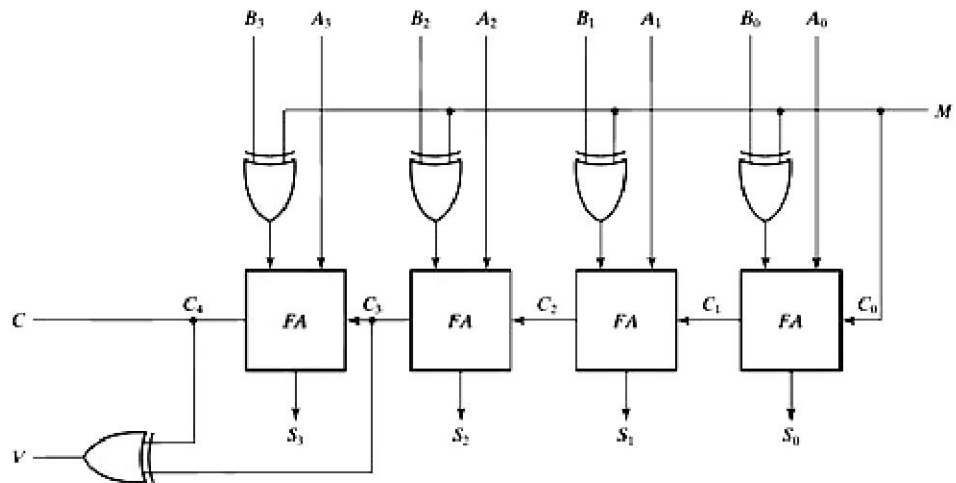 B₃ A₃ B₂ A₂ B₁ A₁ B₀ A₀
M
C C₄ FA C₃ FA C₂ FA C₁ FA C₀
S₃ S₂ S₁ S₀
V